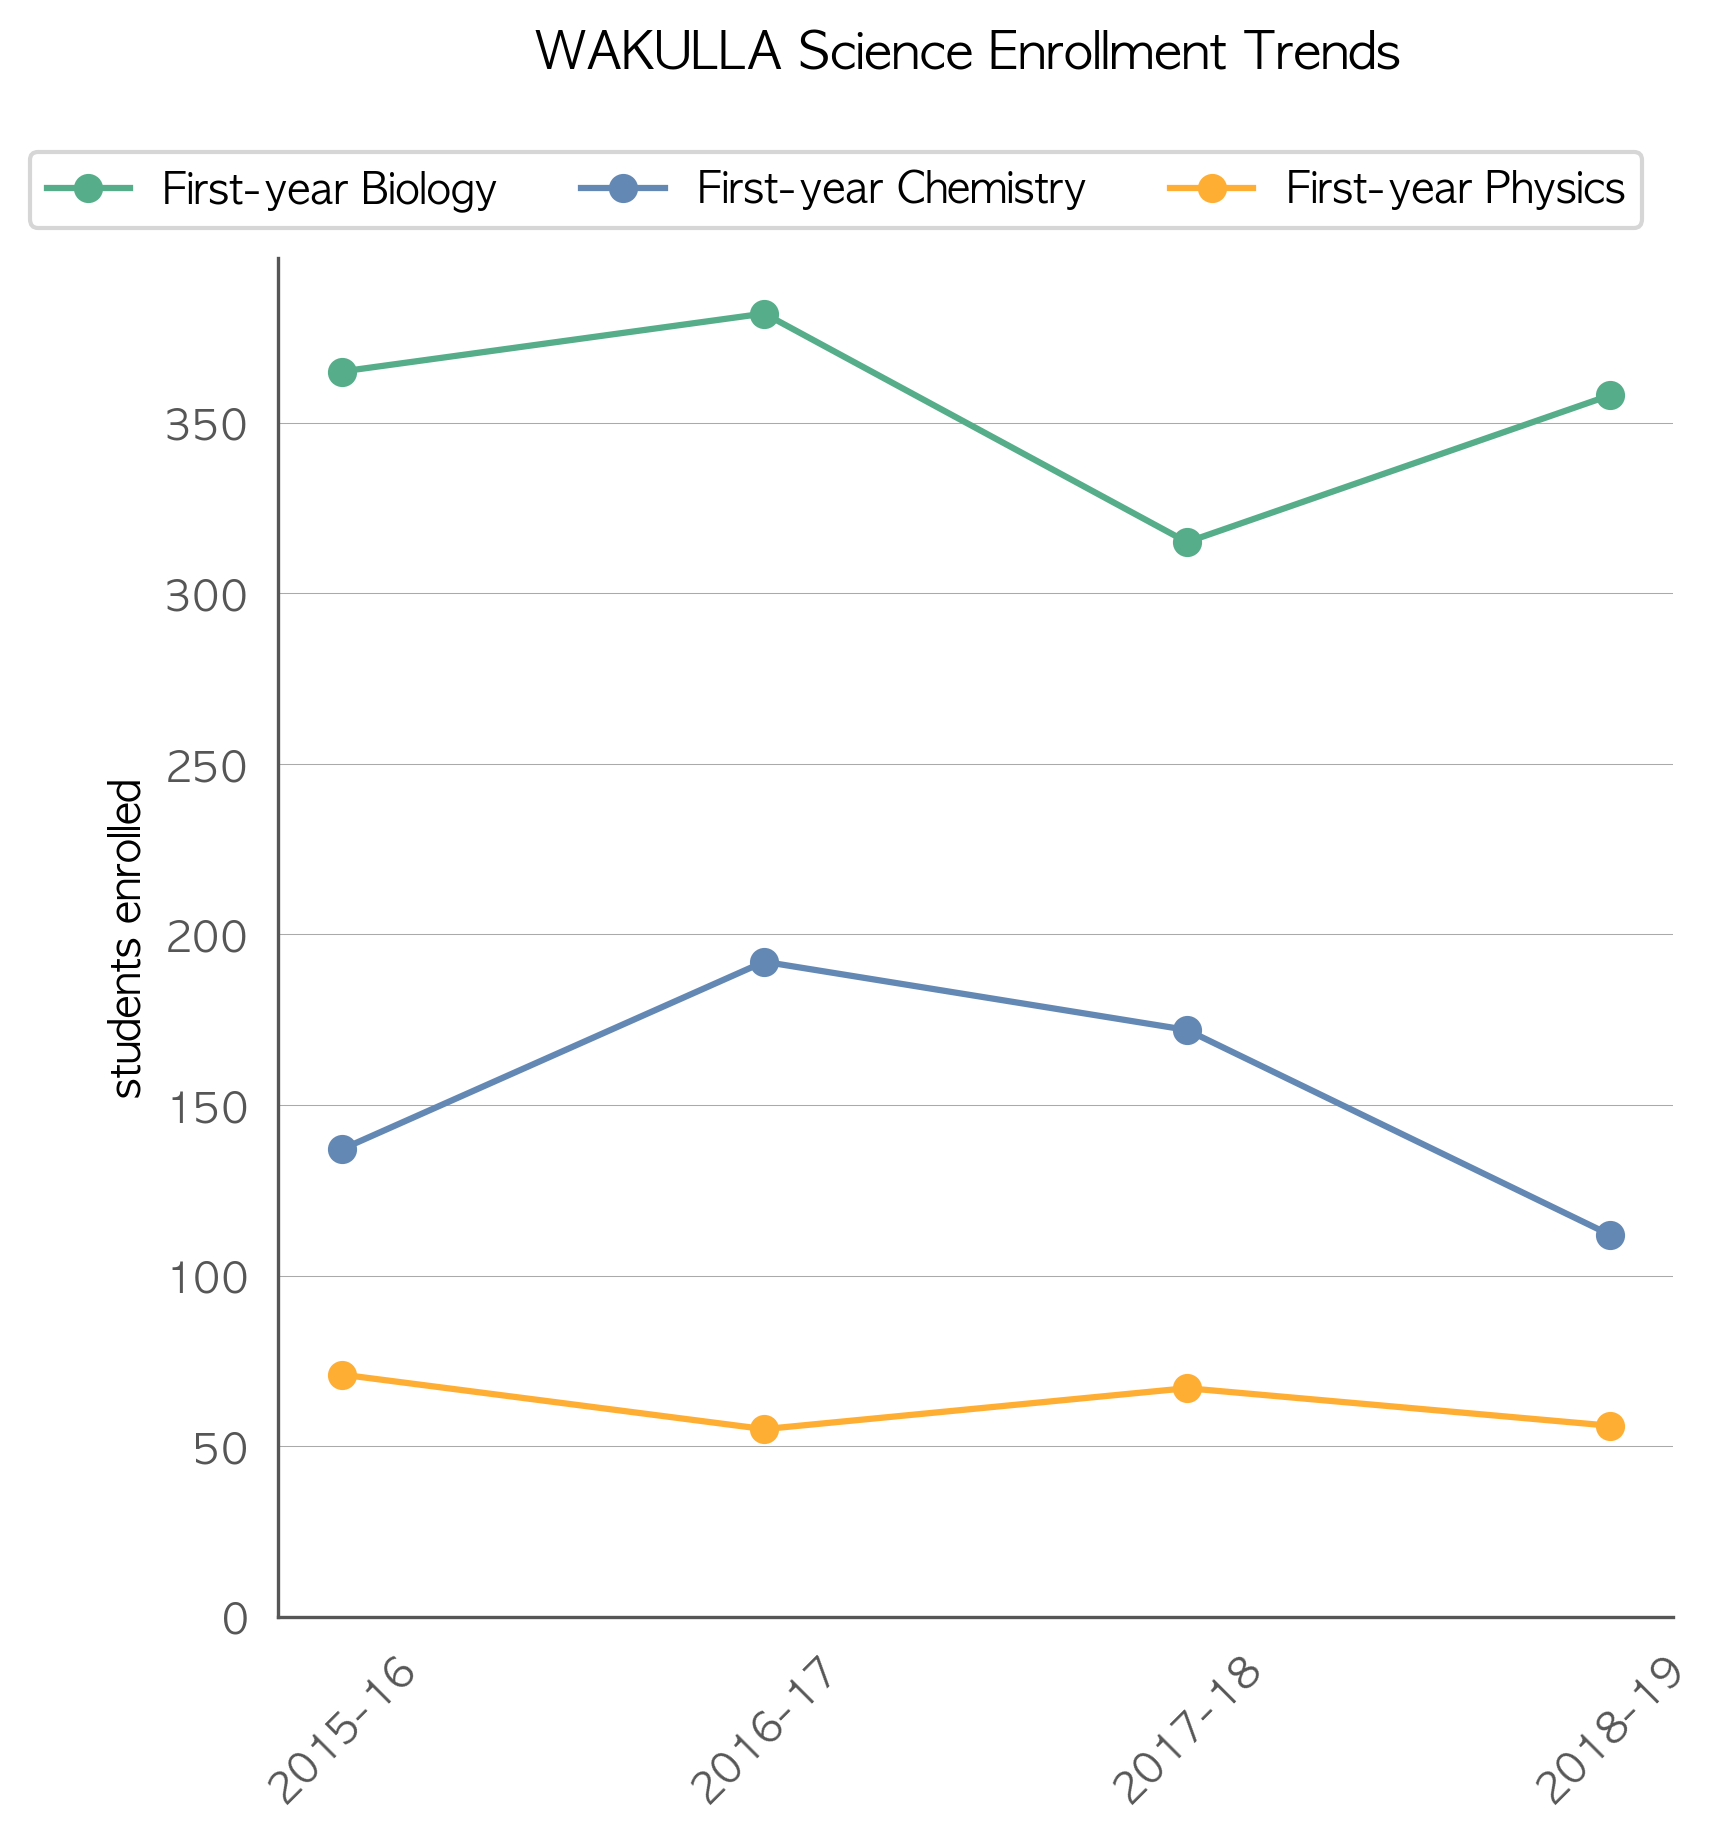 WAKULLA Science Enrollment Trends
First-year Biology
First-year Chemistry
First-year Physics
students enrolled
350
300
250
200
150
100
50
0
2015-16
2016-17
2017-18
2018-19